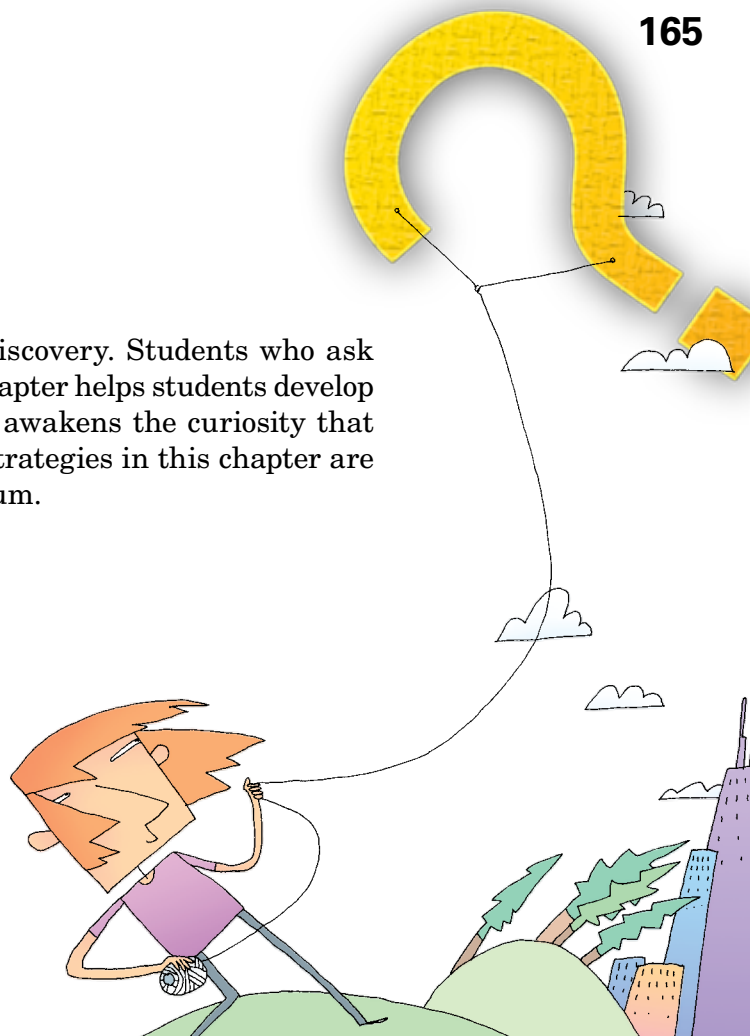 165
iscovery. Students who ask
apter helps students develop
awakens the curiosity that
trategies in this chapter are
um.